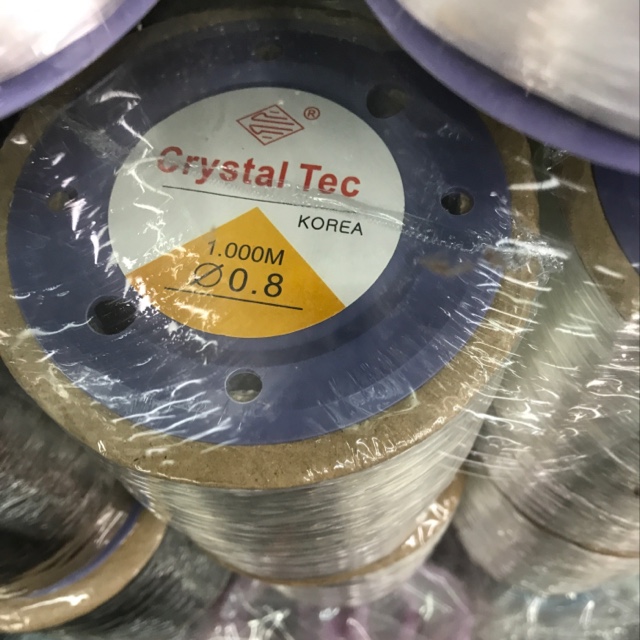 ®
Crystal Tec
KOREA
1.000M
Ø0.8